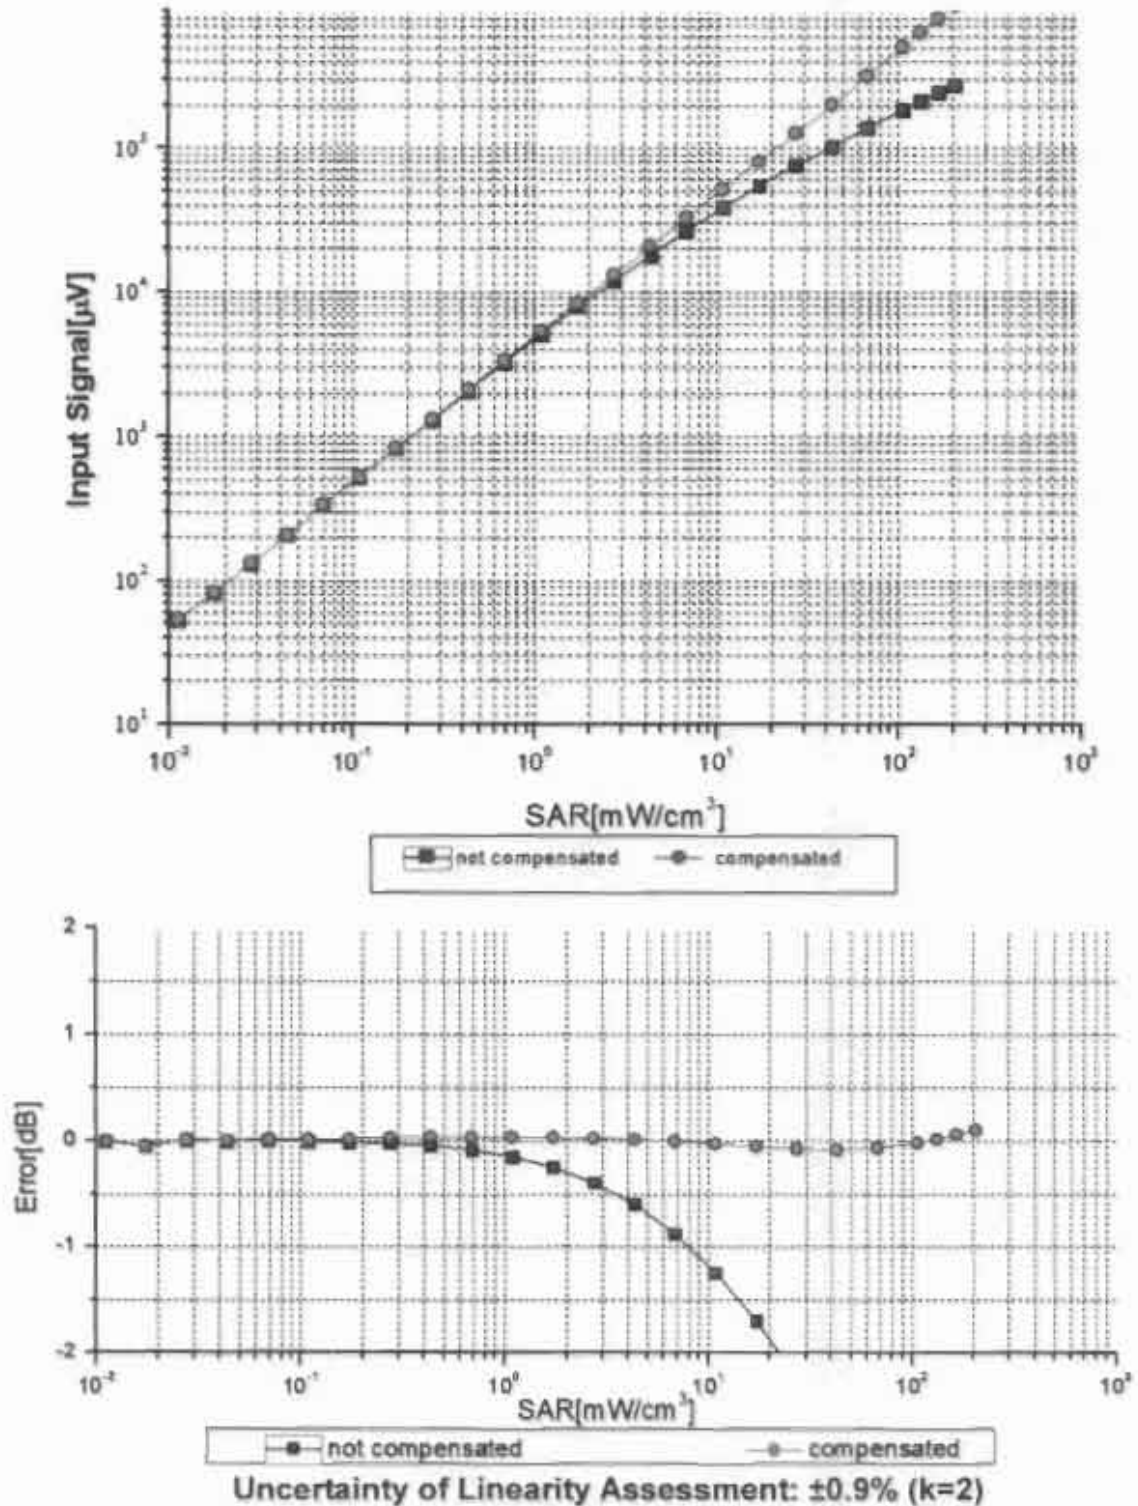 Input Signal[µV]
10⁵
10⁴
10³
10²
10¹
10⁻² 10⁻¹ 10⁰ 10¹ 10² 10³
SAR[mW/cm³]
not compensated compensated
Error[dB]
2
1
0
-1
-2
10⁻² 10⁻¹ 10⁰ 10¹ 10² 10³
SAR[mW/cm³]
not compensated compensated
Uncertainty of Linearity Assessment: ±0.9% (k=2)